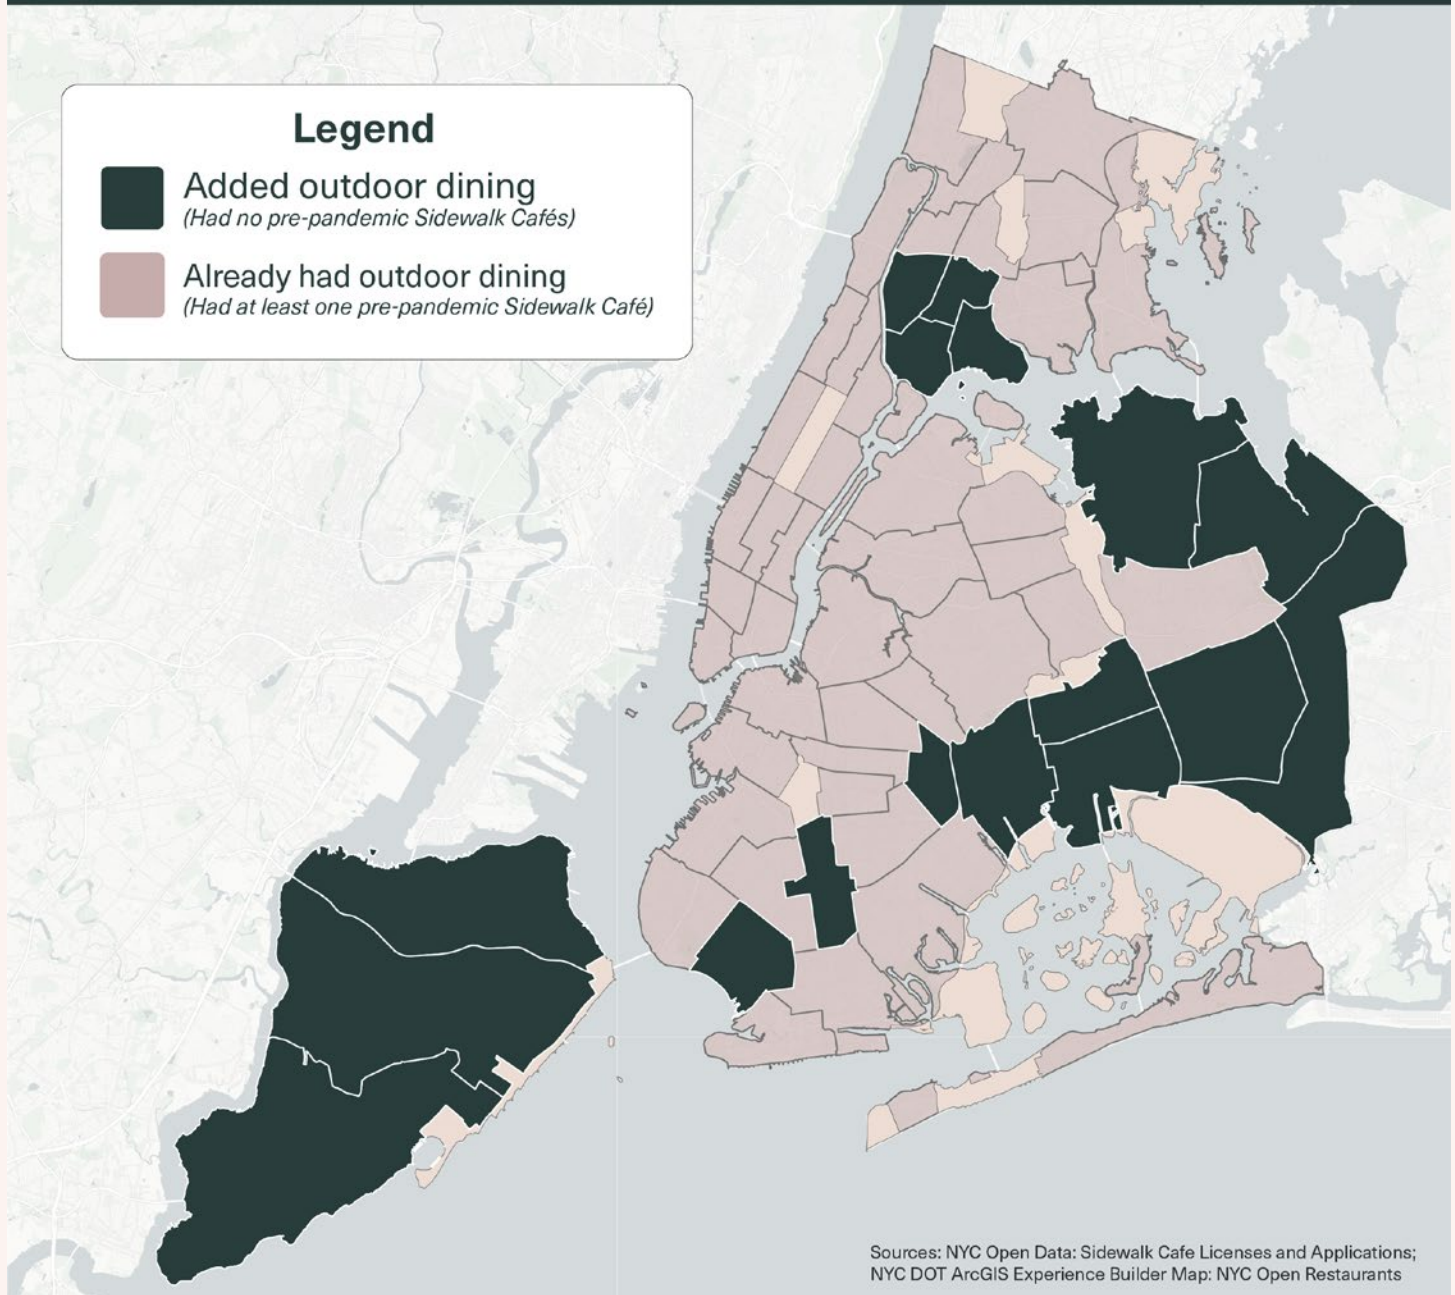 Legend
Added outdoor dining
(Had no pre-pandemic Sidewalk Cafés)
Already had outdoor dining
(Had at least one pre-pandemic Sidewalk Café)
Sources: NYC Open Data: Sidewalk Cafe Licenses and Applications;
NYC DOT ArcGIS Experience Builder Map: NYC Open Restaurants